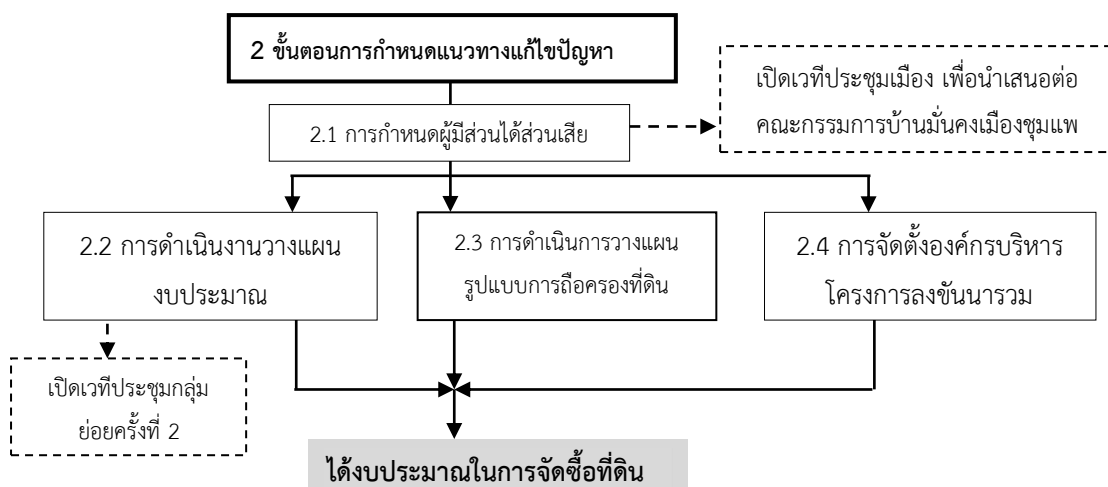 2 ขั้นตอนการกำหนดแนวทางแก้ไขปัญหา
เปิดเวทีประชุมเมือง เพื่อนำเสนอต่อ
คณะกรรมการบ้านมั่นคงเมืองชุมแพ
2.1 การกำหนดผู้มีส่วนได้ส่วนเสีย
2.2 การดำเนินงานวางแผน
งบประมาณ
2.3 การดำเนินการวางแผน
รูปแบบการถือครองที่ดิน
2.4 การจัดตั้งองค์กรบริหาร
โครงการลงขันนารวม
เปิดเวทีประชุมกลุ่ม
ย่อยครั้งที่ 2
ได้งบประมาณในการจัดซื้อที่ดิน